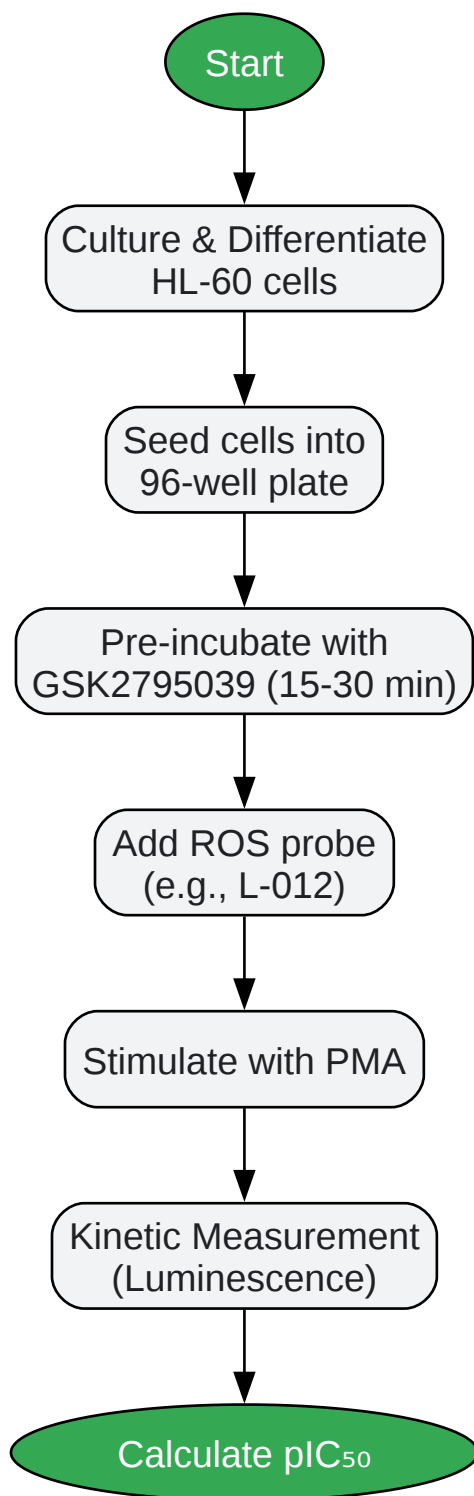 Start
Culture & Differentiate
HL-60 cells
Seed cells into
96-well plate
Pre-incubate with
GSK2795039 (15-30 min)
Add ROS probe
(e.g., L-012)
Stimulate with PMA
Kinetic Measurement
(Luminescence)
Calculate pIC₅₀